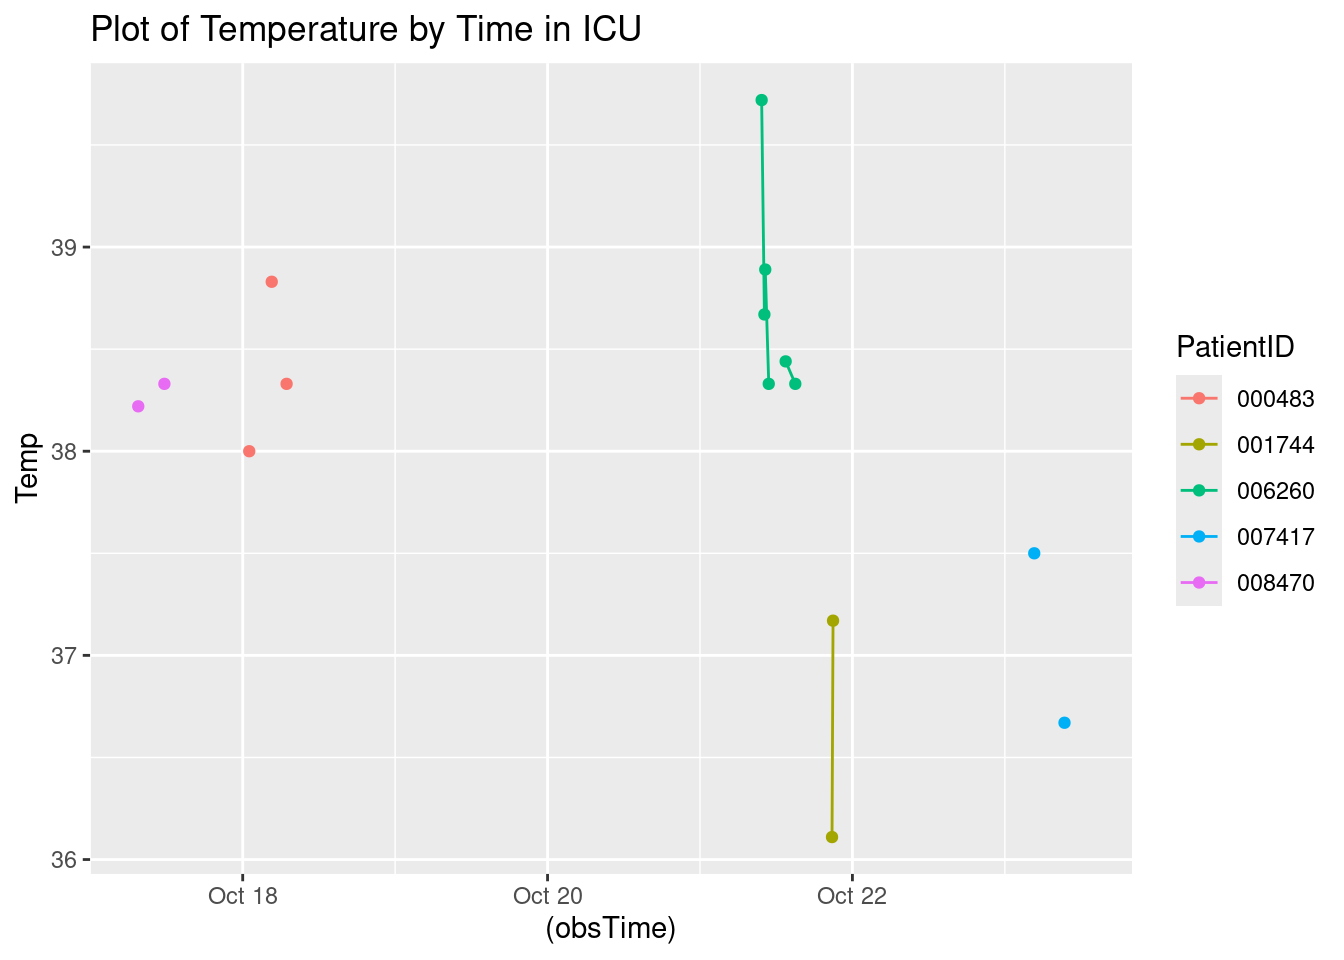 Plot of Temperature by Time in ICU
Temp
39
38
37
36
Oct 18
Oct 20
Oct 22
(obsTime)
PatientID
000483
001744
006260
007417
008470